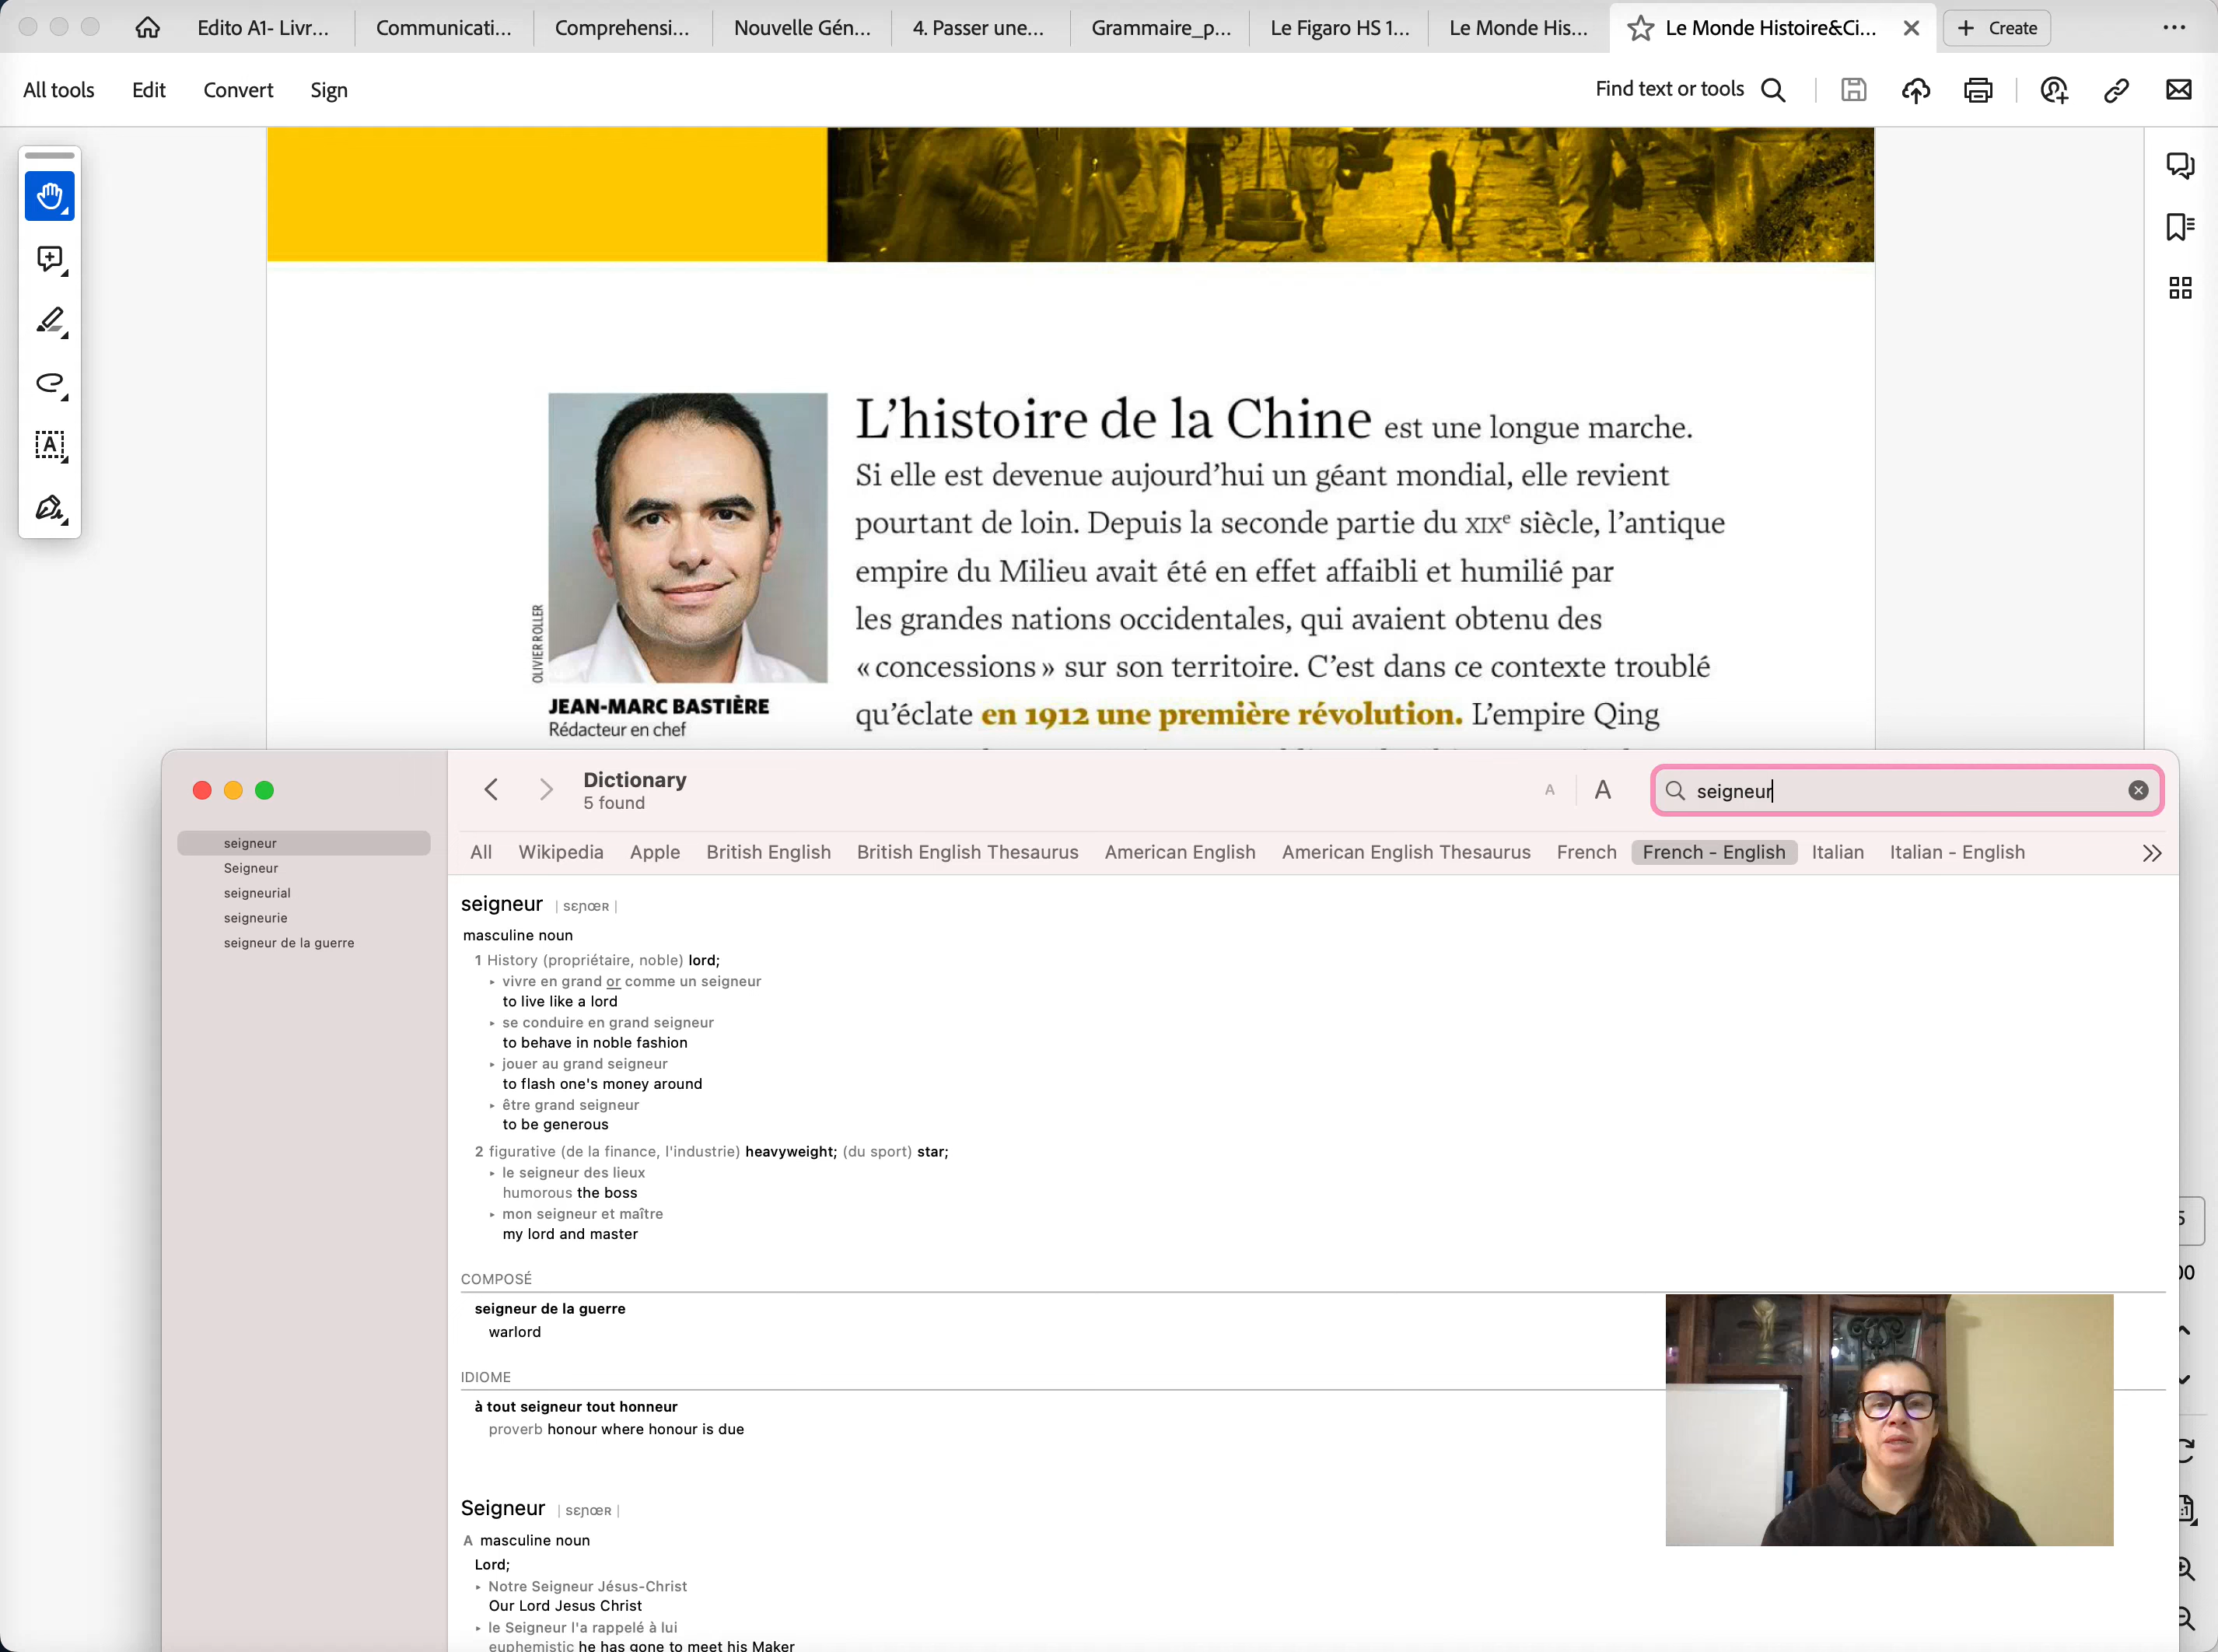 Edito A1- Livr...
Communicati...
Comprehensi...
Nouvelle Gén...
4. Passer une...
Grammaire_p...
Le Figaro HS 1...
Le Monde His...
Le Monde Histoire&Ci...
Create
All tools
Edit
Convert
Sign
Find text or tools
L'histoire de la Chine est une longue marche.
Si elle est devenue aujourd'hui un géant mondial, elle revient
pourtant de loin. Depuis la seconde partie du XIXe siècle, l'antique
empire du Milieu avait été en effet affaibli et humilié par
les grandes nations occidentales, qui avaient obtenu des
«concessions» sur son territoire. C'est dans ce contexte troublé
qu'éclate en 1912 une première révolution. L'empire Qing
OLIVIER ROLLER
JEAN-MARC BASTIÈRE
Rédacteur en chef
Dictionary
5 found
A
A
seigneur
seigneur
Seigneur
seigneurial
seigneurie
seigneur de la guerre
All
Wikipedia
Apple
British English
British English Thesaurus
American English
American English Thesaurus
French
French - English
Italian
Italian - English
seigneur | sɛɲœʀ |
masculine noun
1 History (propriétaire, noble) lord;
▸ vivre en grand or comme un seigneur
to live like a lord
▸ se conduire en grand seigneur
to behave in noble fashion
▸ jouer au grand seigneur
to flash one's money around
▸ être grand seigneur
to be generous
2 figurative (de la finance, l'industrie) heavyweight; (du sport) star;
▸ le seigneur des lieux
humorous the boss
▸ mon seigneur et maître
my lord and master
COMPOSÉ
seigneur de la guerre
warlord
IDIOME
à tout seigneur tout honneur
proverb honour where honour is due
Seigneur | sɛɲœʀ |
A masculine noun
Lord;
▸ Notre Seigneur Jésus-Christ
Our Lord Jesus Christ
▸ le Seigneur l'a rappelé à lui
euphemistic he has gone to meet his Maker